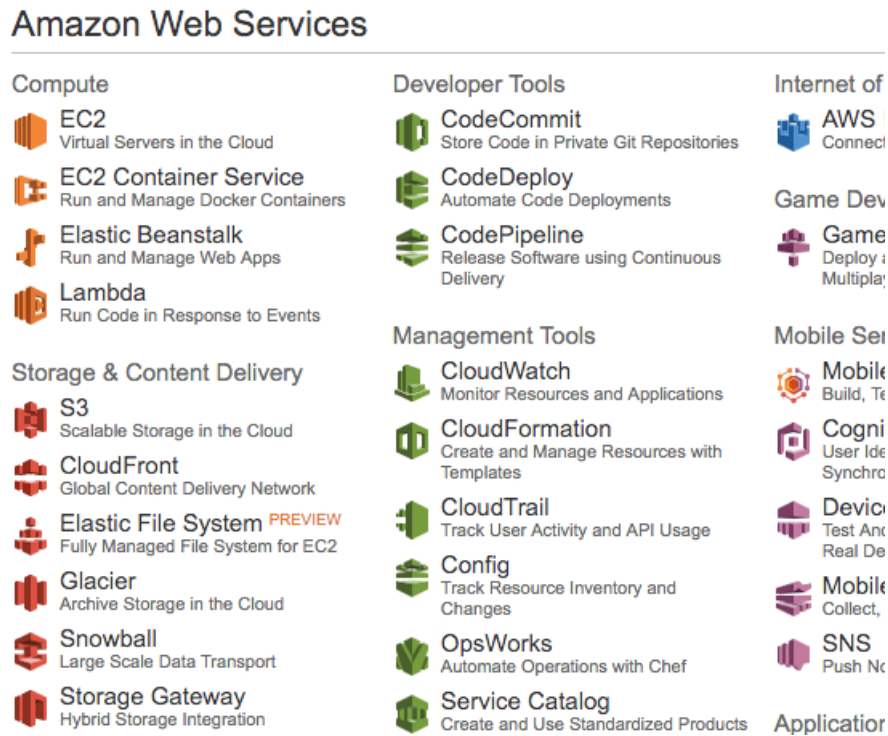 Amazon Web Services
Compute
EC2
Virtual Servers in the Cloud
EC2 Container Service
Run and Manage Docker Containers
Elastic Beanstalk
Run and Manage Web Apps
Lambda
Run Code in Response to Events
Storage & Content Delivery
S3
Scalable Storage in the Cloud
CloudFront
Global Content Delivery Network
Elastic File System PREVIEW
Fully Managed File System for EC2
Glacier
Archive Storage in the Cloud
Snowball
Large Scale Data Transport
Storage Gateway
Hybrid Storage Integration
Developer Tools
CodeCommit
Store Code in Private Git Repositories
CodeDeploy
Automate Code Deployments
CodePipeline
Release Software using Continuous
Delivery
Management Tools
CloudWatch
Monitor Resources and Applications
CloudFormation
Create and Manage Resources with
Templates
CloudTrail
Track User Activity and API Usage
Config
Track Resource Inventory and
Changes
OpsWorks
Automate Operations with Chef
Service Catalog
Create and Use Standardized Products
Internet of
AWS
Connect
Game Dev
Game
Deploy
Multiplay
Mobile Ser
Mobile
Build, Te
Cogni
User Ide
Synchro
Device
Test And
Real De
Mobile
Collect,
SNS
Push No
Application